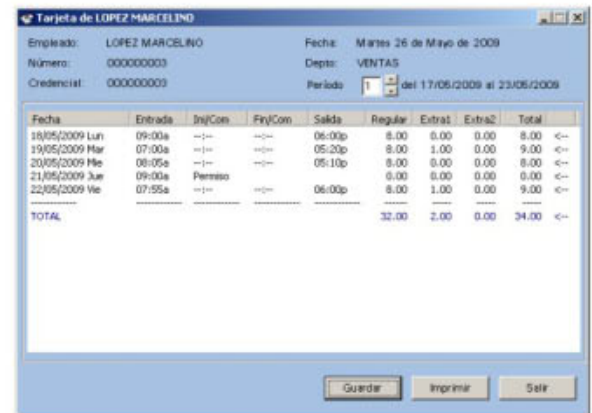 Tarjeta de LOPEZ MARCELINO
Empleado: LOPEZ MARCELINO Fecha: Martes 26 de Mayo de 2009
Número: 000000003 Depto: VENTAS
Credencial: 000000003 Período 1 del 17/05/2009 al 23/05/2009
Fecha Entrada Ini/Com Fin/Com Salida Regular Extra1 Extra2 Total
18/05/2009 Lun 09:00a --:-- --:-- 06:00p 8.00 0.00 0.00 8.00 <--
19/05/2009 Mar 07:00a --:-- --:-- 05:20p 8.00 1.00 0.00 9.00 <--
20/05/2009 Mie 08:05a --:-- --:-- 05:10p 8.00 0.00 0.00 8.00 <--
21/05/2009 Jue 09:00a Permiso 0.00 0.00 0.00 0.00 <--
22/05/2009 Vie 07:55a --:-- --:-- 06:00p 8.00 1.00 0.00 9.00 <--
TOTAL 32.00 2.00 0.00 34.00 <--
Guardar Imprimir Salir